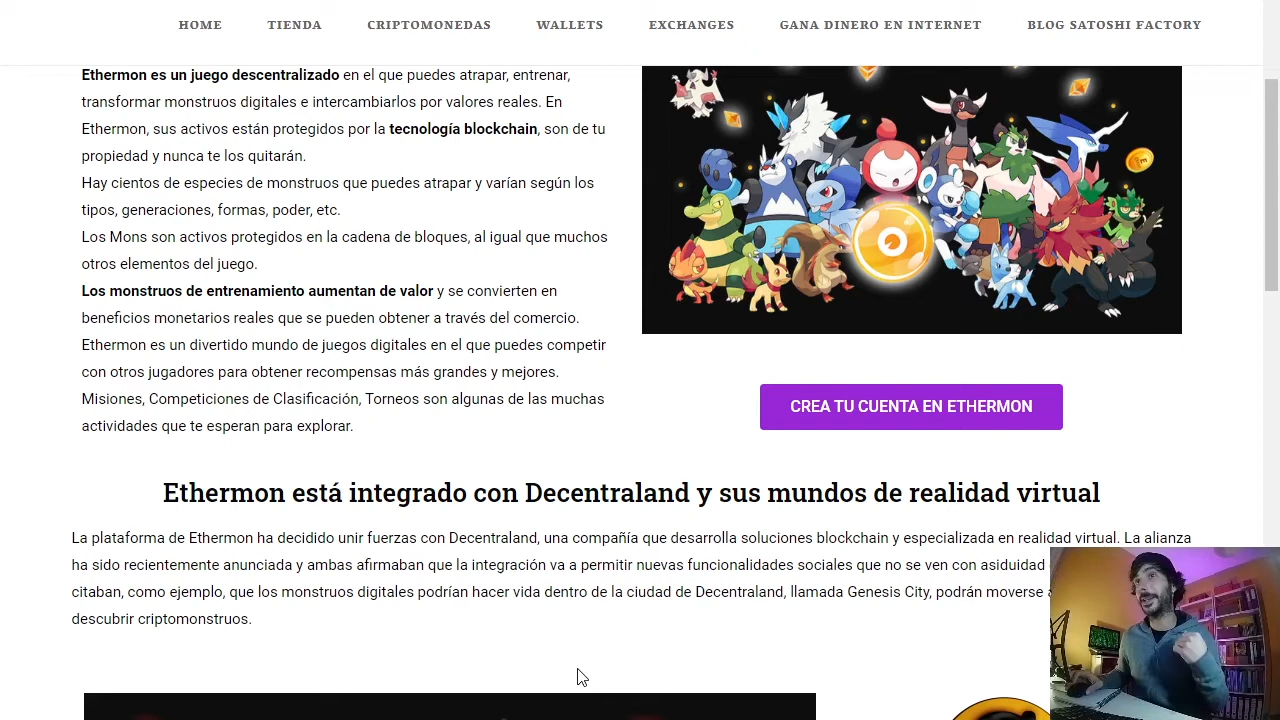 HOME TIENDA CRIPTOMONEDAS WALLETS EXCHANGES GANA DINERO EN INTERNET BLOG SATOSHI FACTORY
Ethermon es un juego descentralizado en el que puedes atrapar, entrenar,
transformar monstruos digitales e intercambiarlos por valores reales. En
Ethermon, sus activos están protegidos por la tecnología blockchain, son de tu
propiedad y nunca te los quitarán.
Hay cientos de especies de monstruos que puedes atrapar y varían según los
tipos, generaciones, formas, poder, etc.
Los Mons son activos protegidos en la cadena de bloques, al igual que muchos
otros elementos del juego.
Los monstruos de entrenamiento aumentan de valor y se convierten en
beneficios monetarios reales que se pueden obtener a través del comercio.
Ethermon es un divertido mundo de juegos digitales en el que puedes competir
con otros jugadores para obtener recompensas más grandes y mejores.
Misiones, Competiciones de Clasificación, Torneos son algunas de las muchas
actividades que te esperan para explorar.
CREA TU CUENTA EN ETHERMON
Ethermon está integrado con Decentraland y sus mundos de realidad virtual
La plataforma de Ethermon ha decidido unir fuerzas con Decentraland, una compañía que desarrolla soluciones blockchain y especializada en realidad virtual. La alianza
ha sido recientemente anunciada y ambas afirmaban que la integración va a permitir nuevas funcionalidades sociales que no se ven con asiduidad
citaban, como ejemplo, que los monstruos digitales podrían hacer vida dentro de la ciudad de Decentraland, llamada Genesis City, podrán moverse
descubrir criptomonstruos.